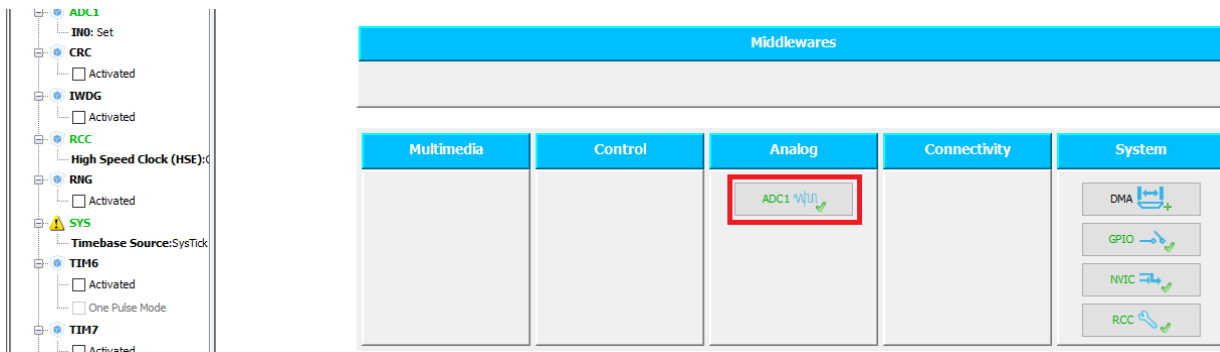 ADC1
IN0: Set
CRC
Activated
IWDG
Activated
RCC
High Speed Clock (HSE):
RNG
Activated
SYS
Timebase Source:SysTick
TIM6
Activated
One Pulse Mode
TIM7
Activated
Middlewares
Multimedia Control Analog Connectivity System
ADC1
DMA
GPIO
NVIC
RCC